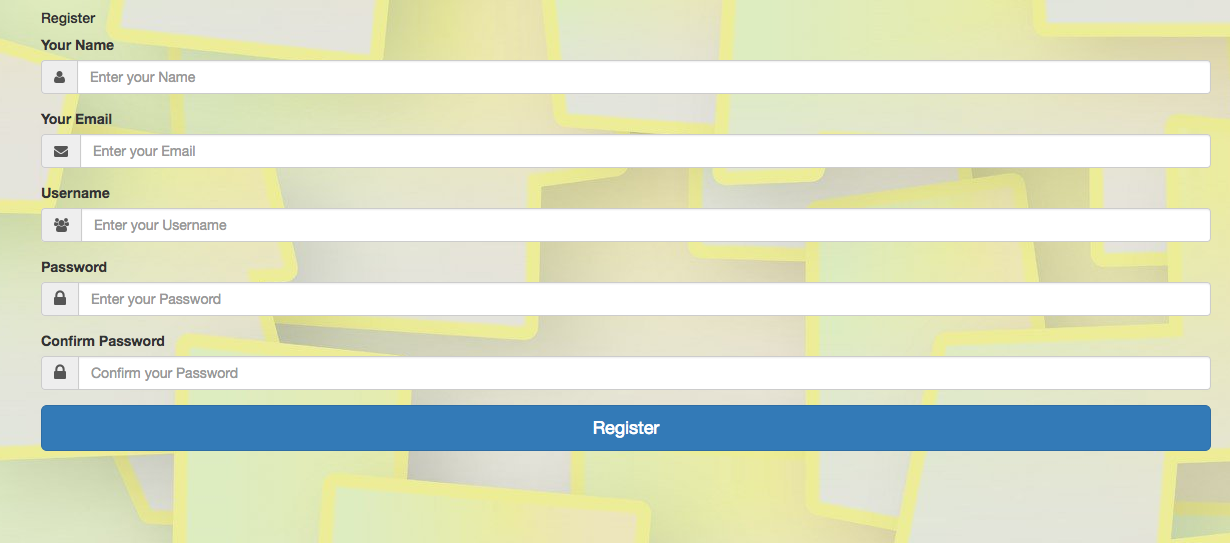 Register
Your Name
Enter your Name
Your Email
Enter your Email
Username
Enter your Username
Password
Enter your Password
Confirm Password
Confirm your Password
Register